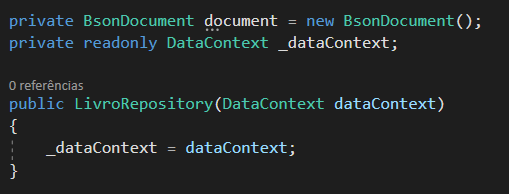 private BsonDocument document = new BsonDocument();
private readonly DataContext _dataContext;
0 referências
public LivroRepository(DataContext dataContext)
{
_dataContext = dataContext;
}